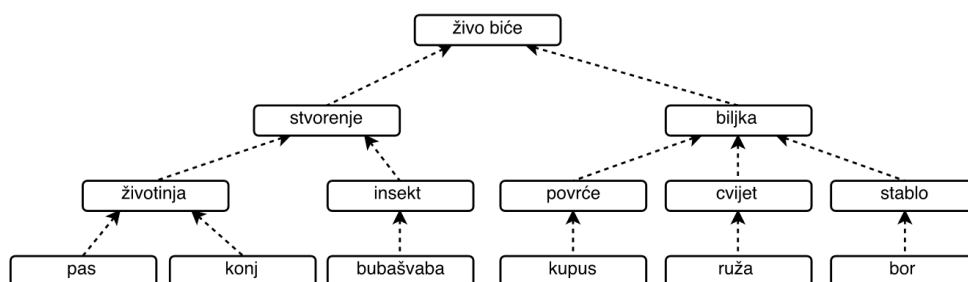 živo biće
stvorenje
biljka
životinja
insekt
povrće
cvijet
stablo
pas
konj
bubašvaba
kupus
ruža
bor